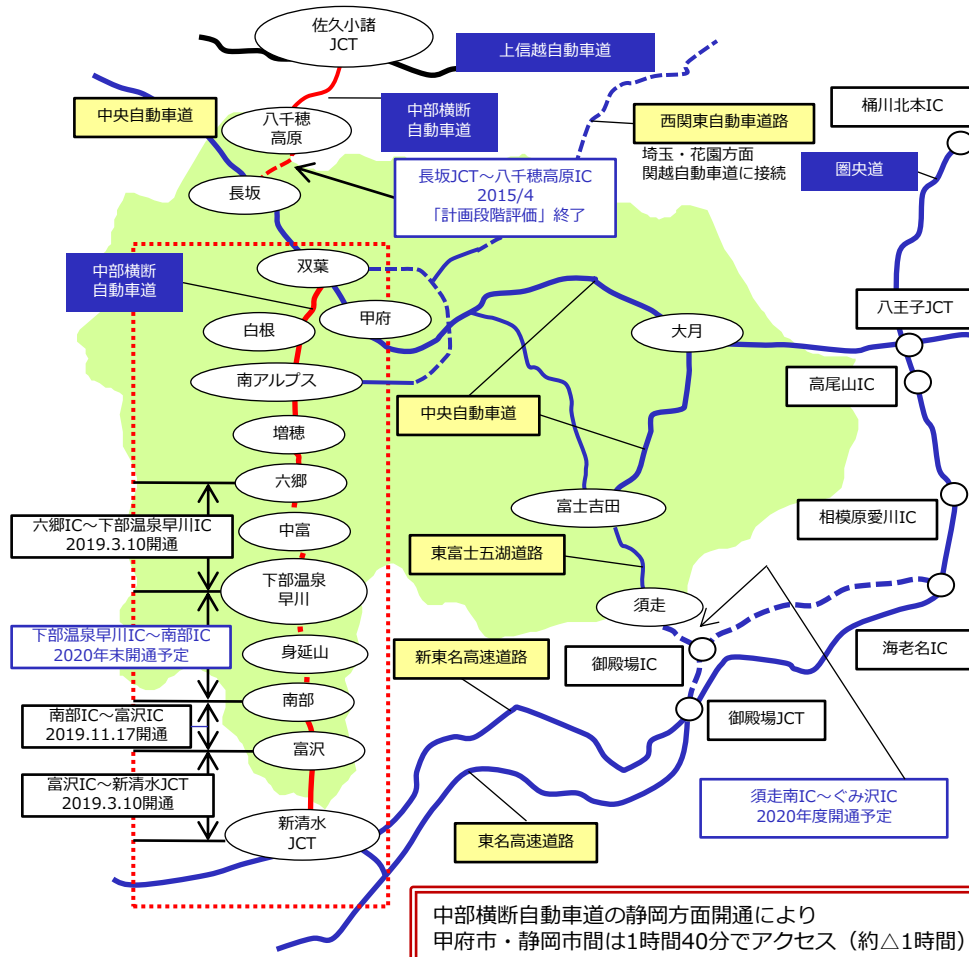 佐久小諸
JCT
上信越自動車道
中央自動車道
中部横断
自動車道
八千穂
高原
西関東自動車道路
埼玉・花園方面
関越自動車道に接続
桶川北本IC
圏央道
長坂
長坂JCT～八千穂高原IC
2015/4
「計画段階評価」終了
中部横断
自動車道
双葉
甲府
白根
大月
八王子JCT
南アルプス
高尾山IC
中央自動車道
増穂
六郷
六郷IC～下部温泉早川IC
2019.3.10開通
中富
富士吉田
相模原愛川IC
東富士五湖道路
下部温泉
早川
須走
下部温泉早川IC～南部IC
2020年末開通予定
身延山
新東名高速道路
御殿場IC
海老名IC
南部
御殿場JCT
南部IC～富沢IC
2019.11.17開通
富沢
富沢IC～新清水JCT
2019.3.10開通
須走南IC～ぐみ沢IC
2020年度開通予定
新清水
JCT
東名高速道路
中部横断自動車道の静岡方面開通により
甲府市・静岡市間は1時間40分でアクセス（約△1時間）